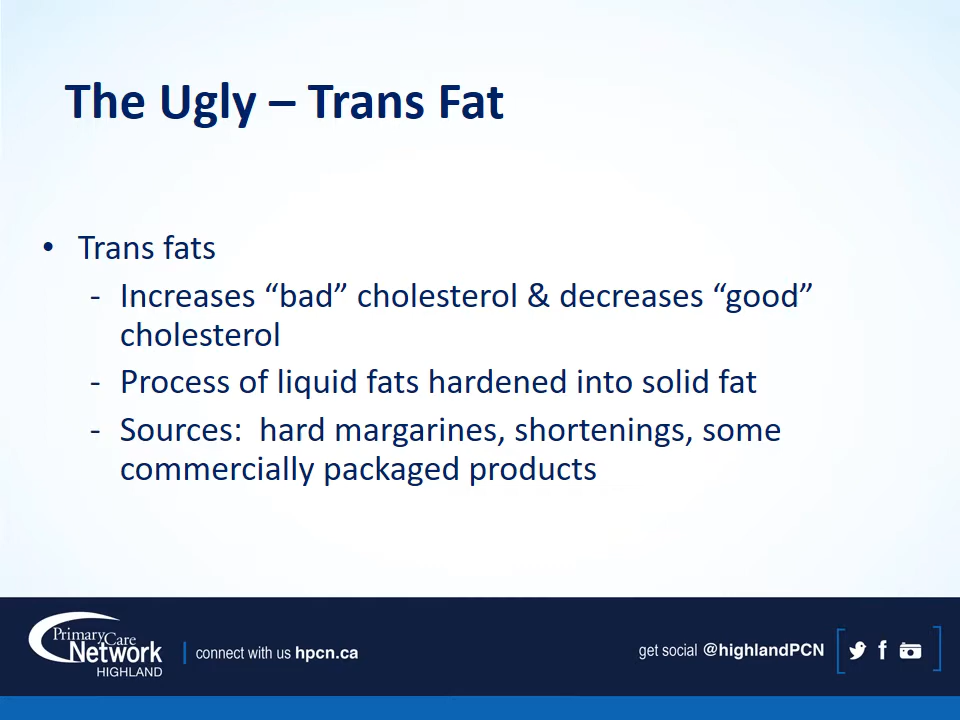 The Ugly – Trans Fat
• Trans fats
- Increases “bad” cholesterol & decreases “good”
cholesterol
- Process of liquid fats hardened into solid fat
- Sources:  hard margarines, shortenings, some
commercially packaged products
PrimaryCare
Network
HIGHLAND
connect with us hpcn.ca
get social @highlandPCN